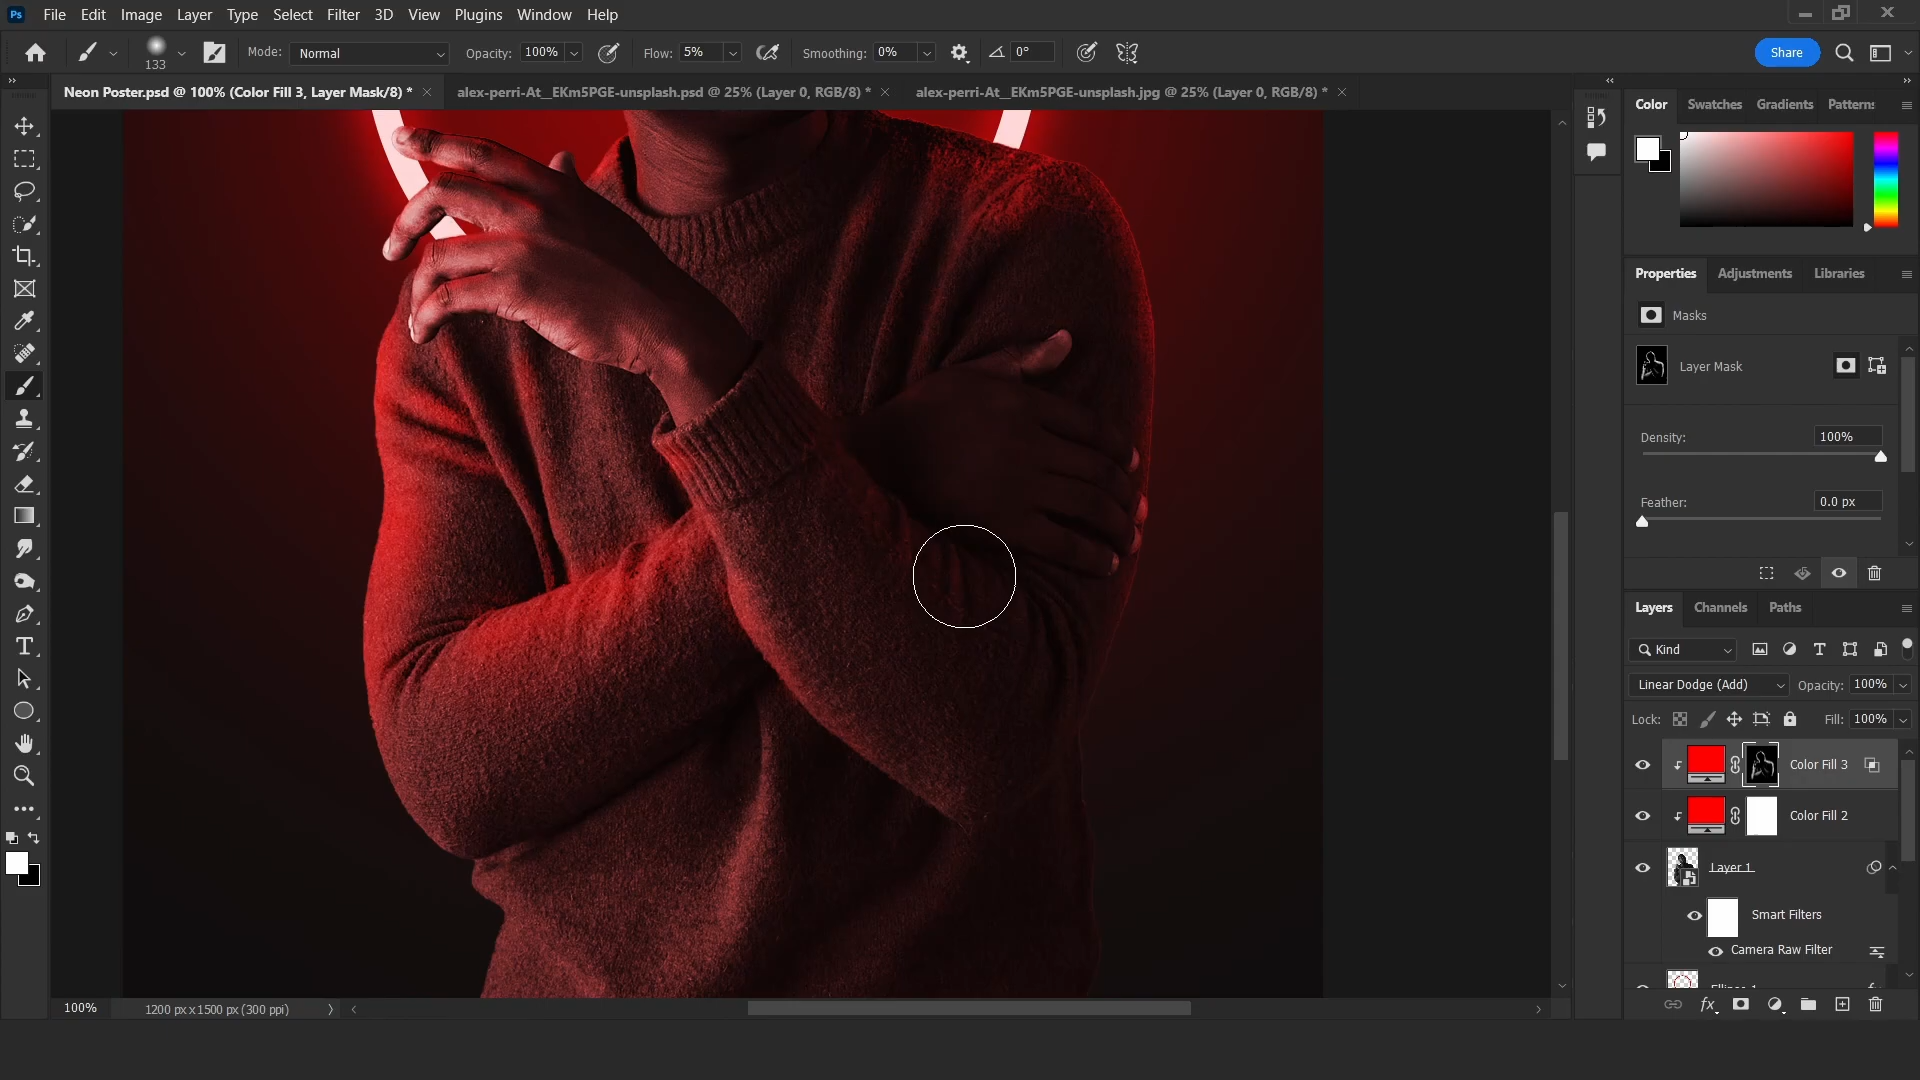 Ps File Edit Image Layer Type Select Filter 3D View Plugins Window Help
133 Mode: Normal Opacity: 100% Flow: 5% Smoothing: 0% 0° Share
Neon Poster.psd @ 100% (Color Fill 3, Layer Mask/8) * alex-perri-At__EKm5PGE-unsplash.psd @ 25% (Layer 0, RGB/8) * alex-perri-At__EKm5PGE-unsplash.jpg @ 25% (Layer 0, RGB/8) *
Color Swatches Gradients Patterns
Properties Adjustments Libraries
Masks
Layer Mask
Density: 100%
Feather: 0.0 px
Layers Channels Paths
Kind
Linear Dodge (Add) Opacity: 100%
Lock: Fill: 100%
Color Fill 3
Color Fill 2
Layer 1
Smart Filters
Camera Raw Filter
Ellipse 1
fx
100% 1200 px x 1500 px (300 ppi)